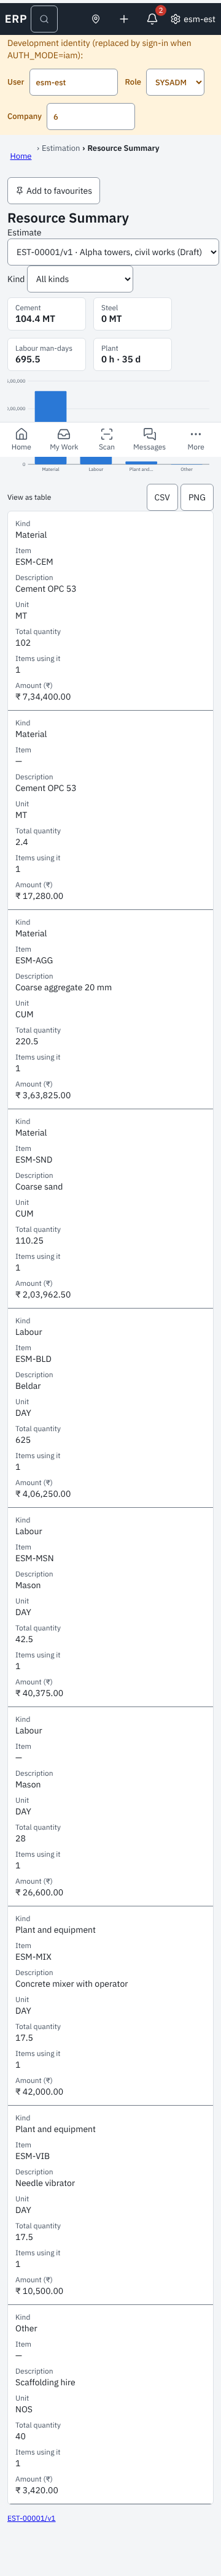 ERP
2
esm-est
Development identity (replaced by sign-in when
AUTH_MODE=iam):
User
esm-est
Role
SYSADM
Company
6
Home
› Estimation › Resource Summary
Add to favourites
Resource Summary
Estimate
EST-00001/v1 · Alpha towers, civil works (Draft)
Kind
All kinds
Cement
104.4 MT
Steel
0 MT
Labour man-days
695.5
Plant
0 h · 35 d
Home
My Work
Scan
Messages
More
0
Material
Labour
Plant and…
Other
View as table
CSV
PNG
Kind
Material
Item
ESM-CEM
Description
Cement OPC 53
Unit
MT
Total quantity
102
Items using it
1
Amount (₹)
₹ 7,34,400.00
Kind
Material
Item
—
Description
Cement OPC 53
Unit
MT
Total quantity
2.4
Items using it
1
Amount (₹)
₹ 17,280.00
Kind
Material
Item
ESM-AGG
Description
Coarse aggregate 20 mm
Unit
CUM
Total quantity
220.5
Items using it
1
Amount (₹)
₹ 3,63,825.00
Kind
Material
Item
ESM-SND
Description
Coarse sand
Unit
CUM
Total quantity
110.25
Items using it
1
Amount (₹)
₹ 2,03,962.50
Kind
Labour
Item
ESM-BLD
Description
Beldar
Unit
DAY
Total quantity
625
Items using it
1
Amount (₹)
₹ 4,06,250.00
Kind
Labour
Item
ESM-MSN
Description
Mason
Unit
DAY
Total quantity
42.5
Items using it
1
Amount (₹)
₹ 40,375.00
Kind
Labour
Item
—
Description
Mason
Unit
DAY
Total quantity
28
Items using it
1
Amount (₹)
₹ 26,600.00
Kind
Plant and equipment
Item
ESM-MIX
Description
Concrete mixer with operator
Unit
DAY
Total quantity
17.5
Items using it
1
Amount (₹)
₹ 42,000.00
Kind
Plant and equipment
Item
ESM-VIB
Description
Needle vibrator
Unit
DAY
Total quantity
17.5
Items using it
1
Amount (₹)
₹ 10,500.00
Kind
Other
Item
—
Description
Scaffolding hire
Unit
NOS
Total quantity
40
Items using it
1
Amount (₹)
₹ 3,420.00
EST-00001/v1